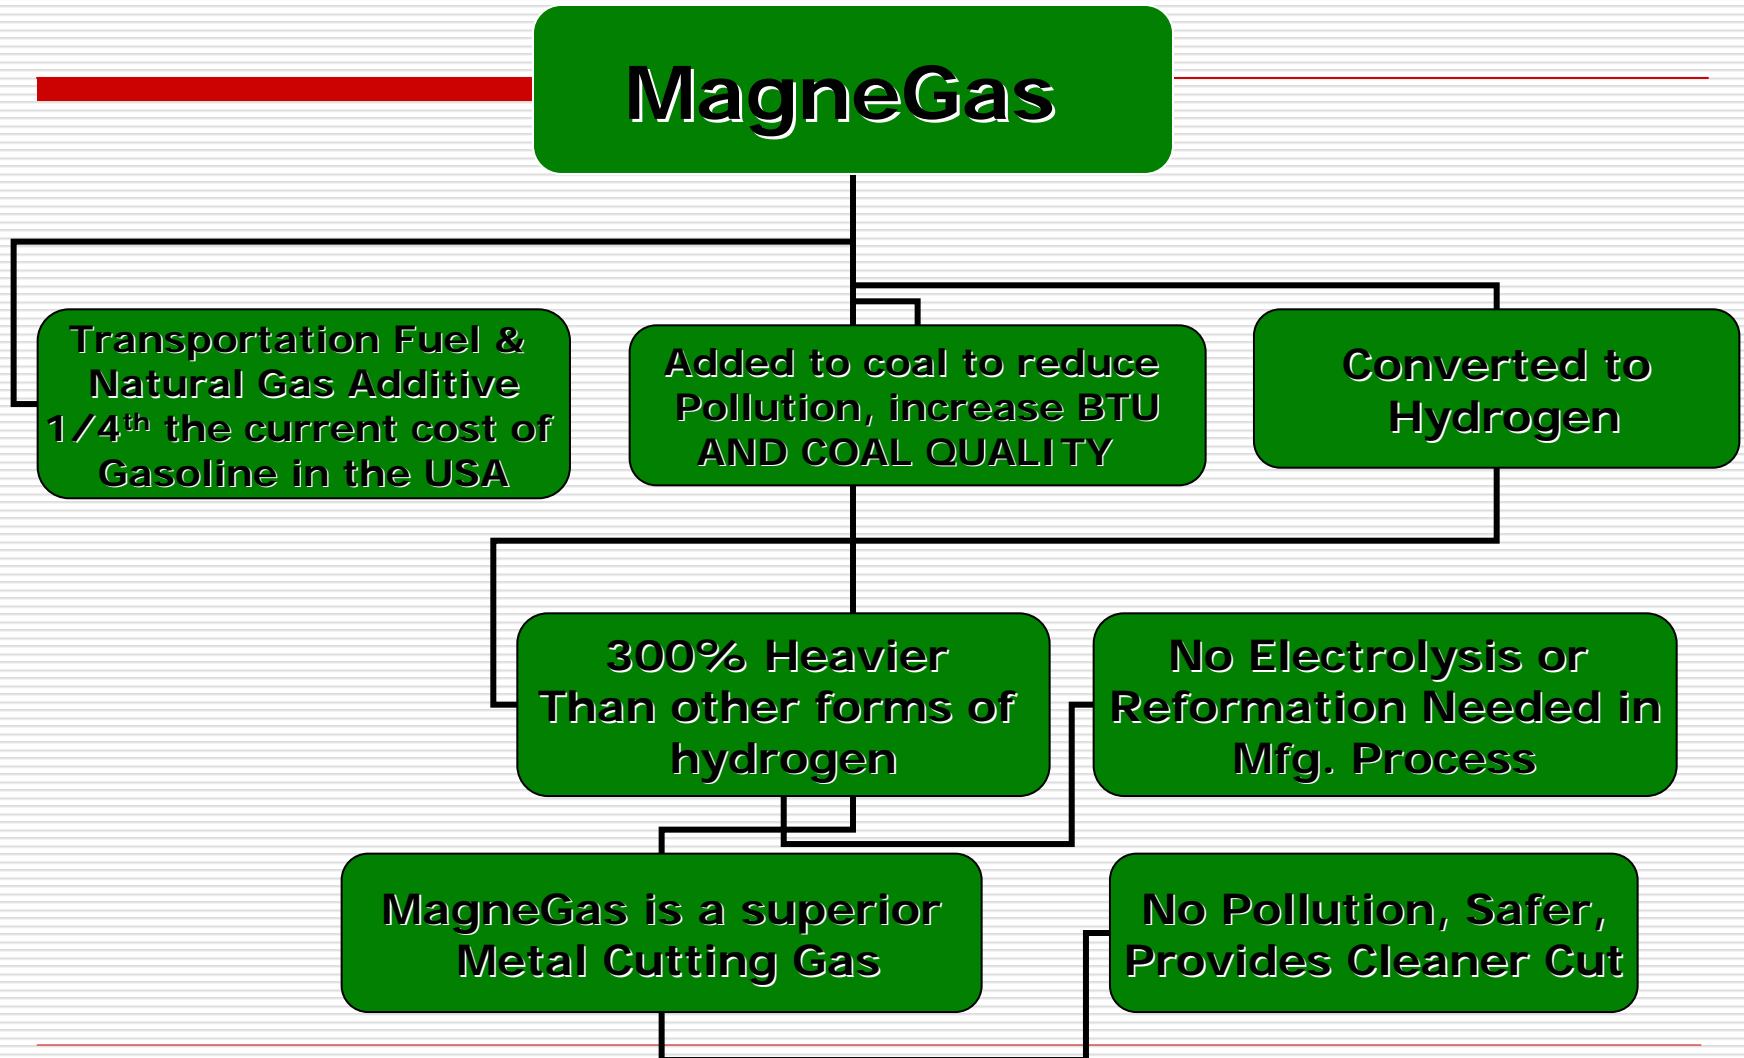 MagneGas
Transportation Fuel &
Natural Gas Additive
1/4th the current cost of
Gasoline in the USA
Added to coal to reduce
Pollution, increase BTU
AND COAL QUALITY
Converted to
Hydrogen
300% Heavier
Than other forms of
hydrogen
No Electrolysis or
Reformation Needed in
Mfg. Process
MagneGas is a superior
Metal Cutting Gas
No Pollution, Safer,
Provides Cleaner Cut